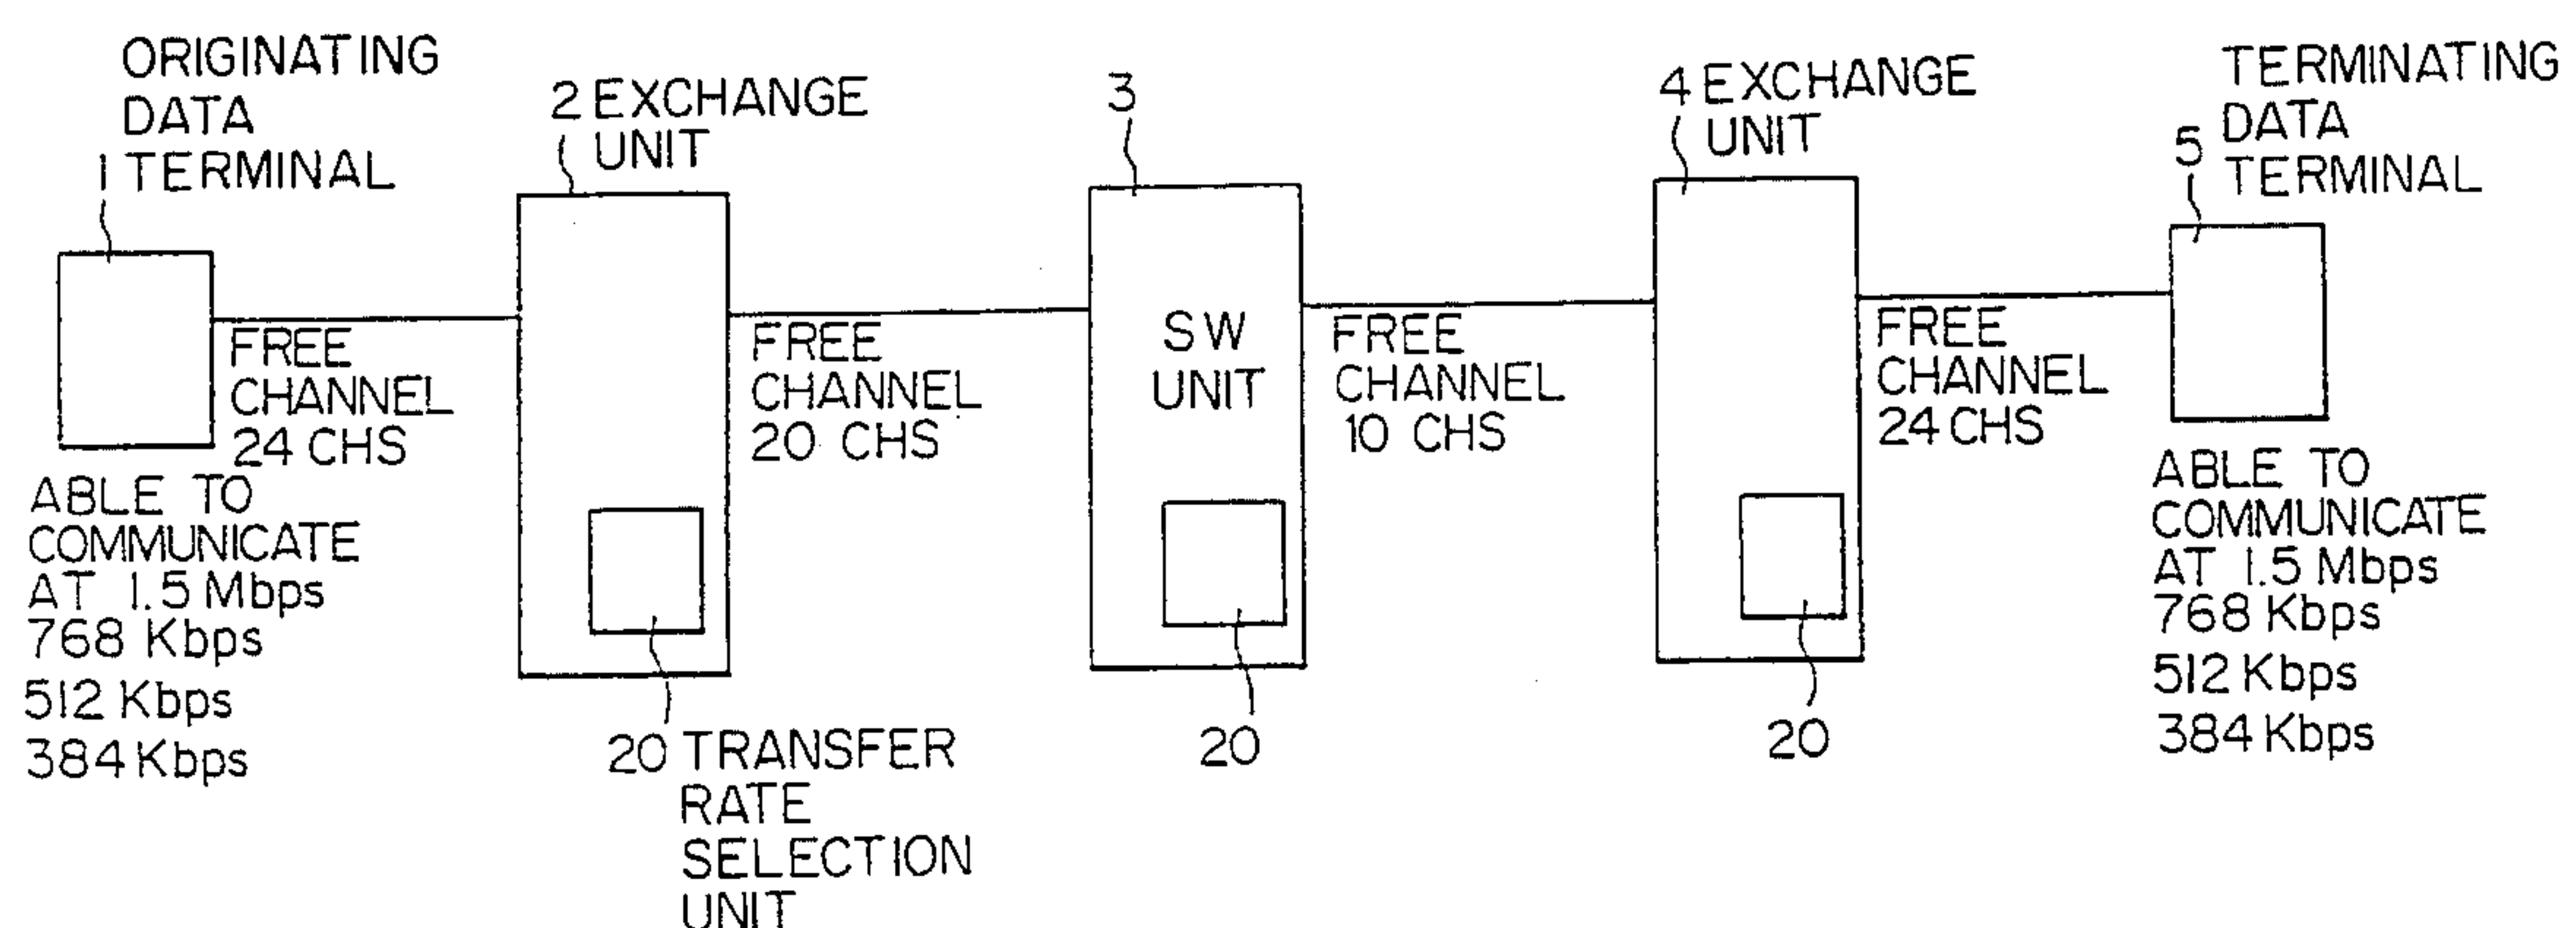 ORIGINATING
DATA
1 TERMINAL
2 EXCHANGE
UNIT
3
4 EXCHANGE
UNIT
TERMINATING
DATA
5 TERMINAL
FREE
CHANNEL
24 CHS
FREE
CHANNEL
20 CHS
SW
UNIT
FREE
CHANNEL
10 CHS
FREE
CHANNEL
24 CHS
ABLE TO
COMMUNICATE
AT 1.5 Mbps
768 Kbps
512 Kbps
384 Kbps
ABLE TO
COMMUNICATE
AT 1.5 Mbps
768 Kbps
512 Kbps
384 Kbps
20 TRANSFER
RATE
SELECTION
UNIT
20
20